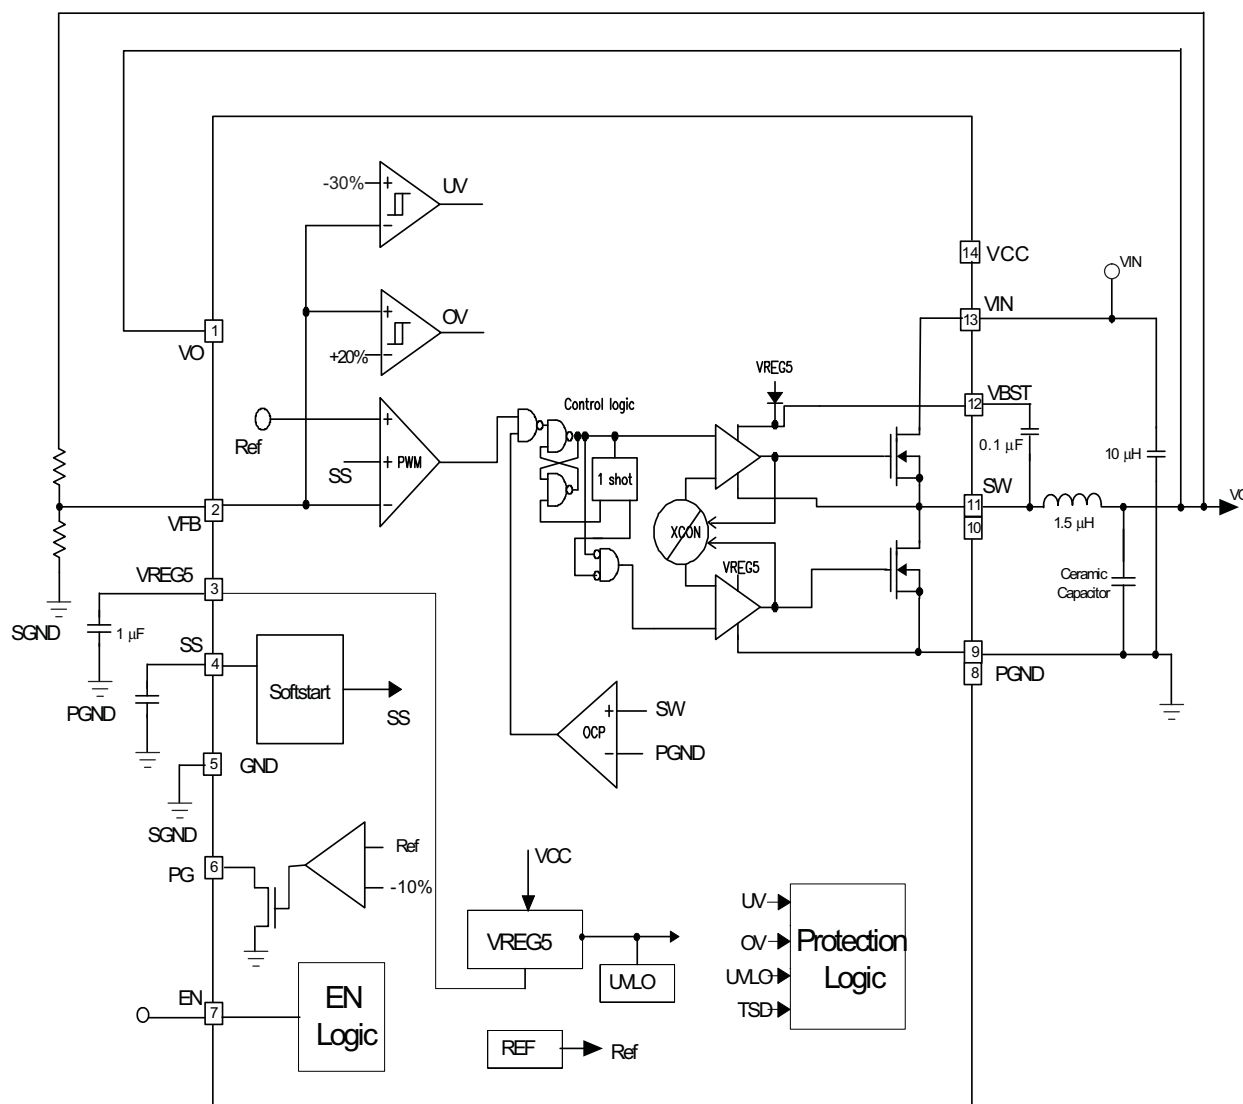 -30%
UV
14
VCC
VIN
VIN
13
OV
1
VO
+20%
VREG5
VBST
12
Control logic
Ref
0.1 µF
10 µH
SS
PWM
1 shot
SW
11
10
VO
2
VFB
XCON
1.5 µH
VREG5
VREG5
3
Ceramic
Capacitor
SGND
1 µF
SS
4
9
8
PGND
Softstart
PGND
SS
OCP
SW
PGND
5
GND
SGND
6
PG
Ref
-10%
VCC
VREG5
UVLO
UV
OV
UVLO
TSD
Protection
Logic
EN
7
EN
Logic
REF
Ref